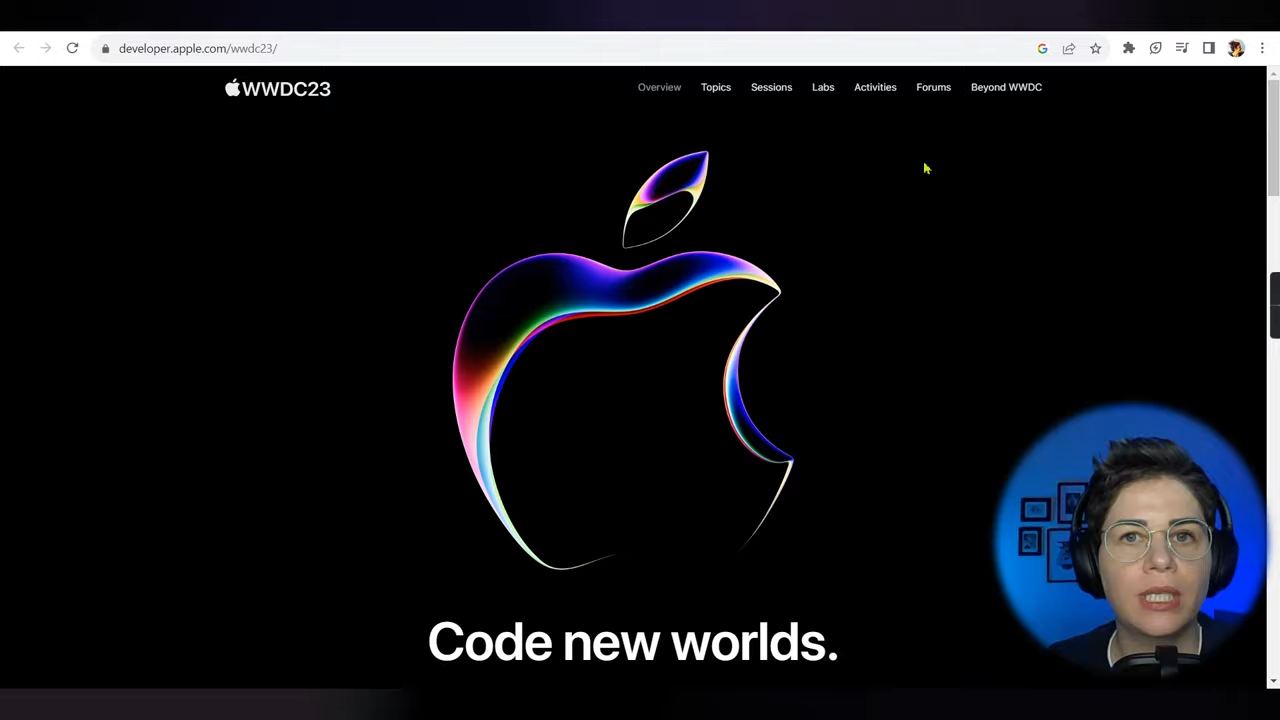 developer.apple.com/wwdc23/
WWDC23
Overview
Topics
Sessions
Labs
Activities
Forums
Beyond WWDC
Code new worlds.